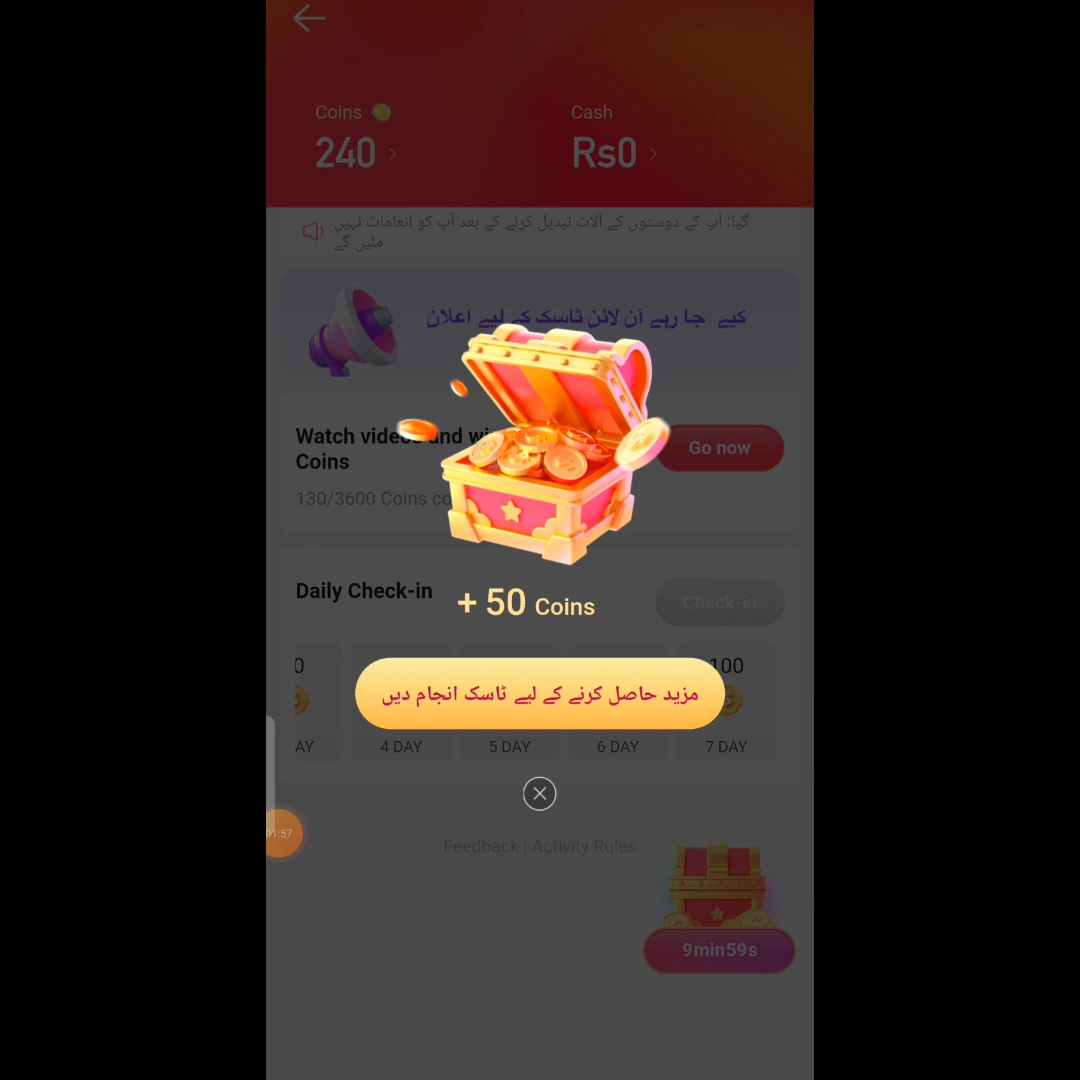 Coins
Cash
240
Rs0
گیا: آپ کے دوستوں کے آلات تبدیل کرنے کے بعد آپ کو انعامات نہیں
ملیں گے
کیے جا رہے آن لائن ٹاسک کے لیے اعلان
Watch videos and
Coins
Go now
130/3600 Coins
Daily Check-in
Check-in
+ 50 Coins
0
100
مزید حاصل کرنے کے لیے ٹاسک انجام دیں
AY
4 DAY
5 DAY
6 DAY
7 DAY
01:57
Feedback | Activity Rules
9min59s